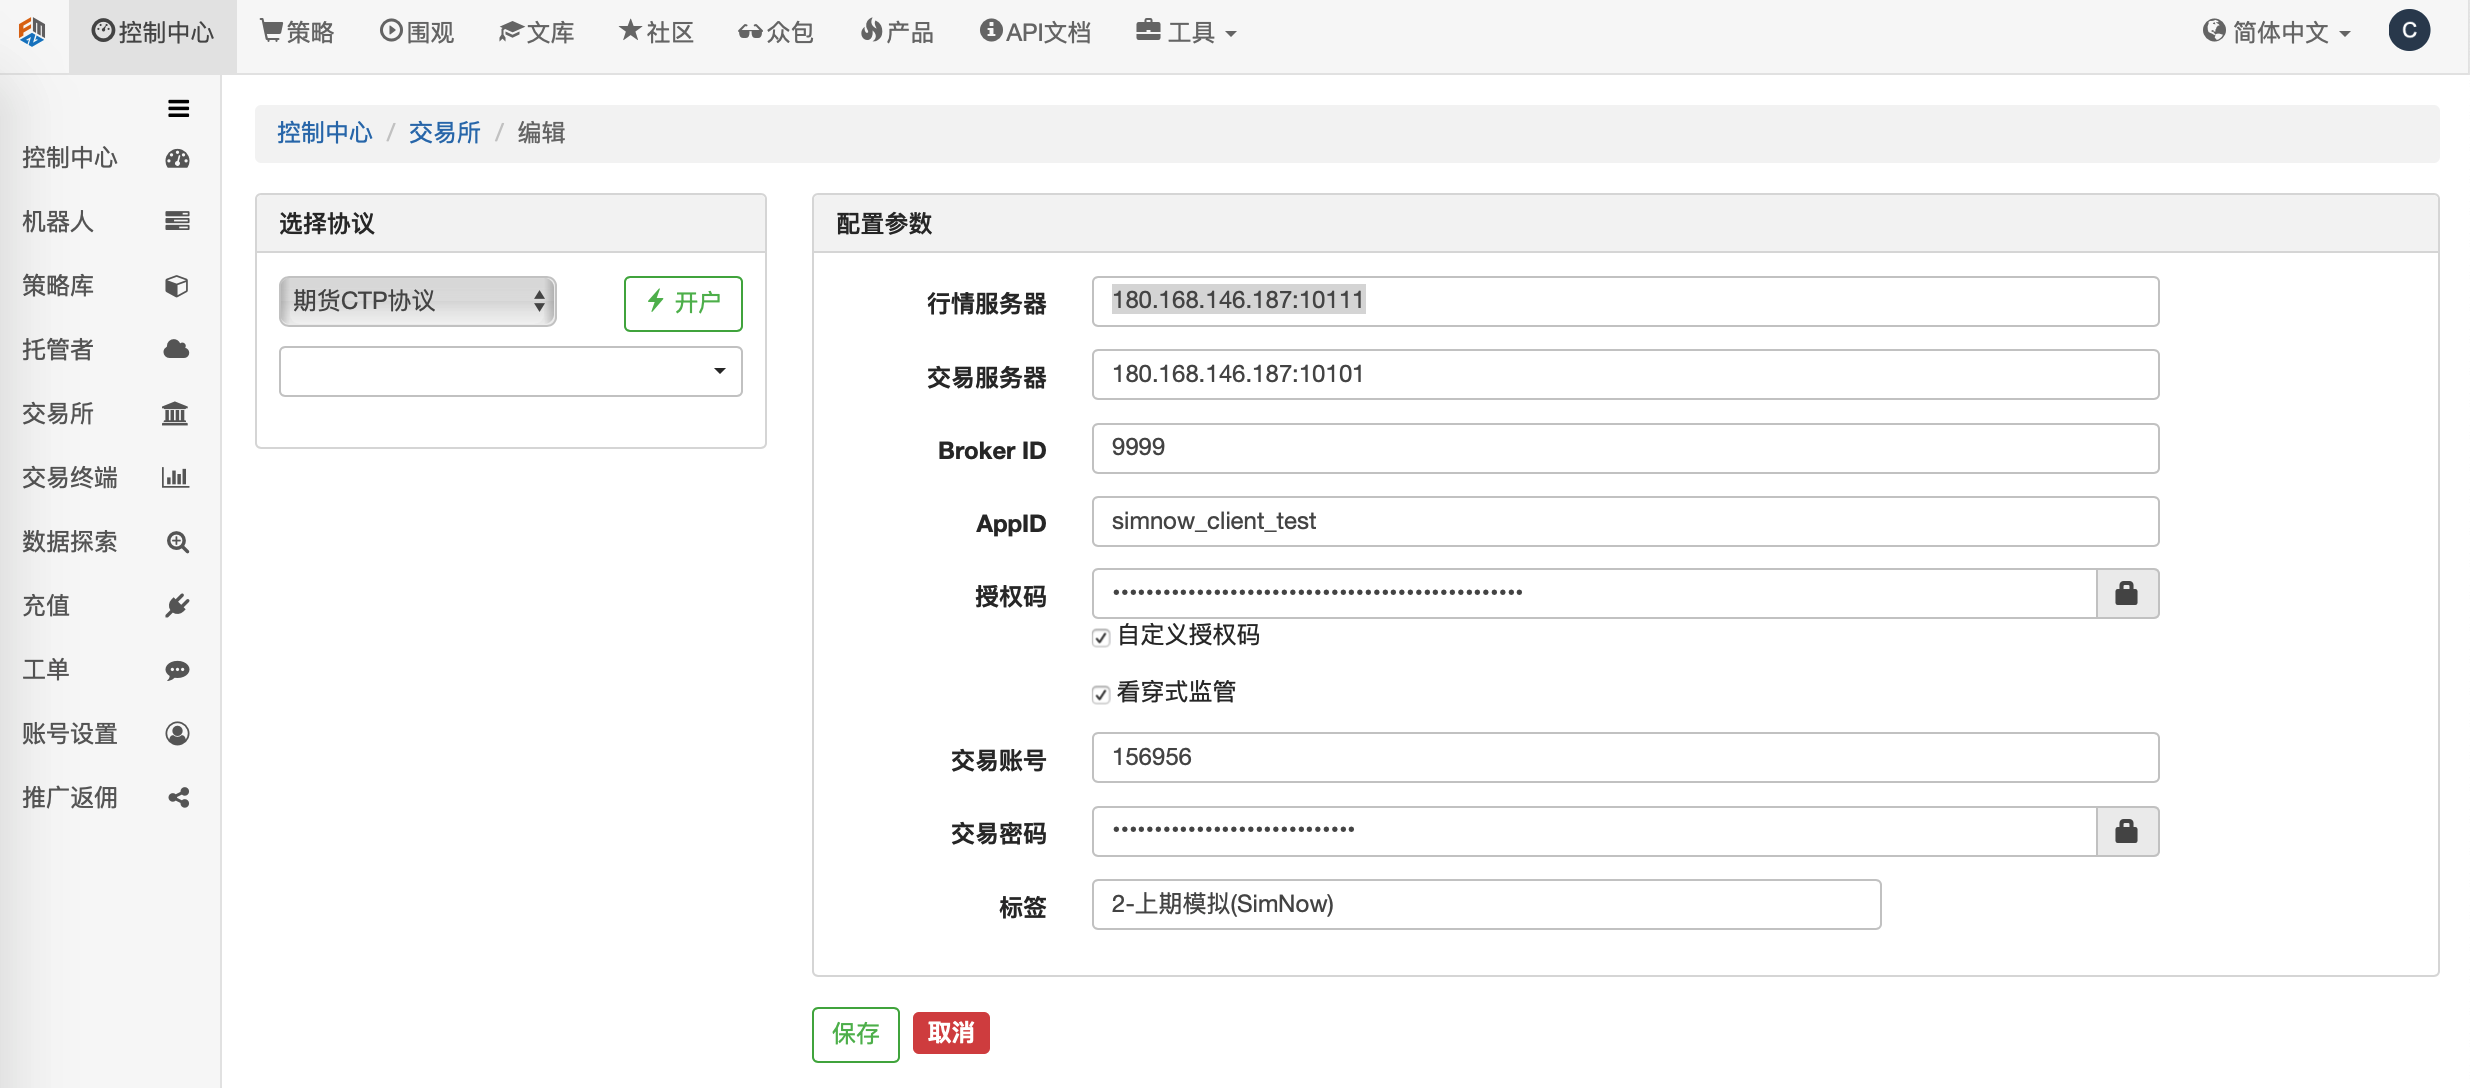 控制中心 策略 围观 文库 社区 众包 产品 API文档 工具 简体中文 C
控制中心
机器人
策略库
托管者
交易所
交易终端
数据探索
充值
工单
账号设置
推广返佣
控制中心 / 交易所 / 编辑
选择协议
期货CTP协议 开户
配置参数
行情服务器 180.168.146.187:10111
交易服务器 180.168.146.187:10101
Broker ID 9999
AppID simnow_client_test
授权码
自定义授权码
看穿式监管
交易账号 156956
交易密码
标签 2-上期模拟(SimNow)
保存 取消